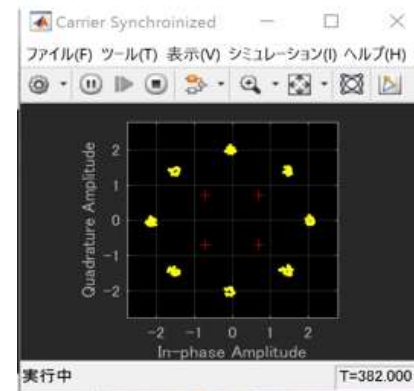 Carrier Synchroinized
ファイル(F) ツール(T) 表示(V) シミュレーション(I) ヘルプ(H)
Quadrature Amplitude
2
1
0
-1
-2
-2 -1 0 1 2
In-phase Amplitude
実行中 T=382.000